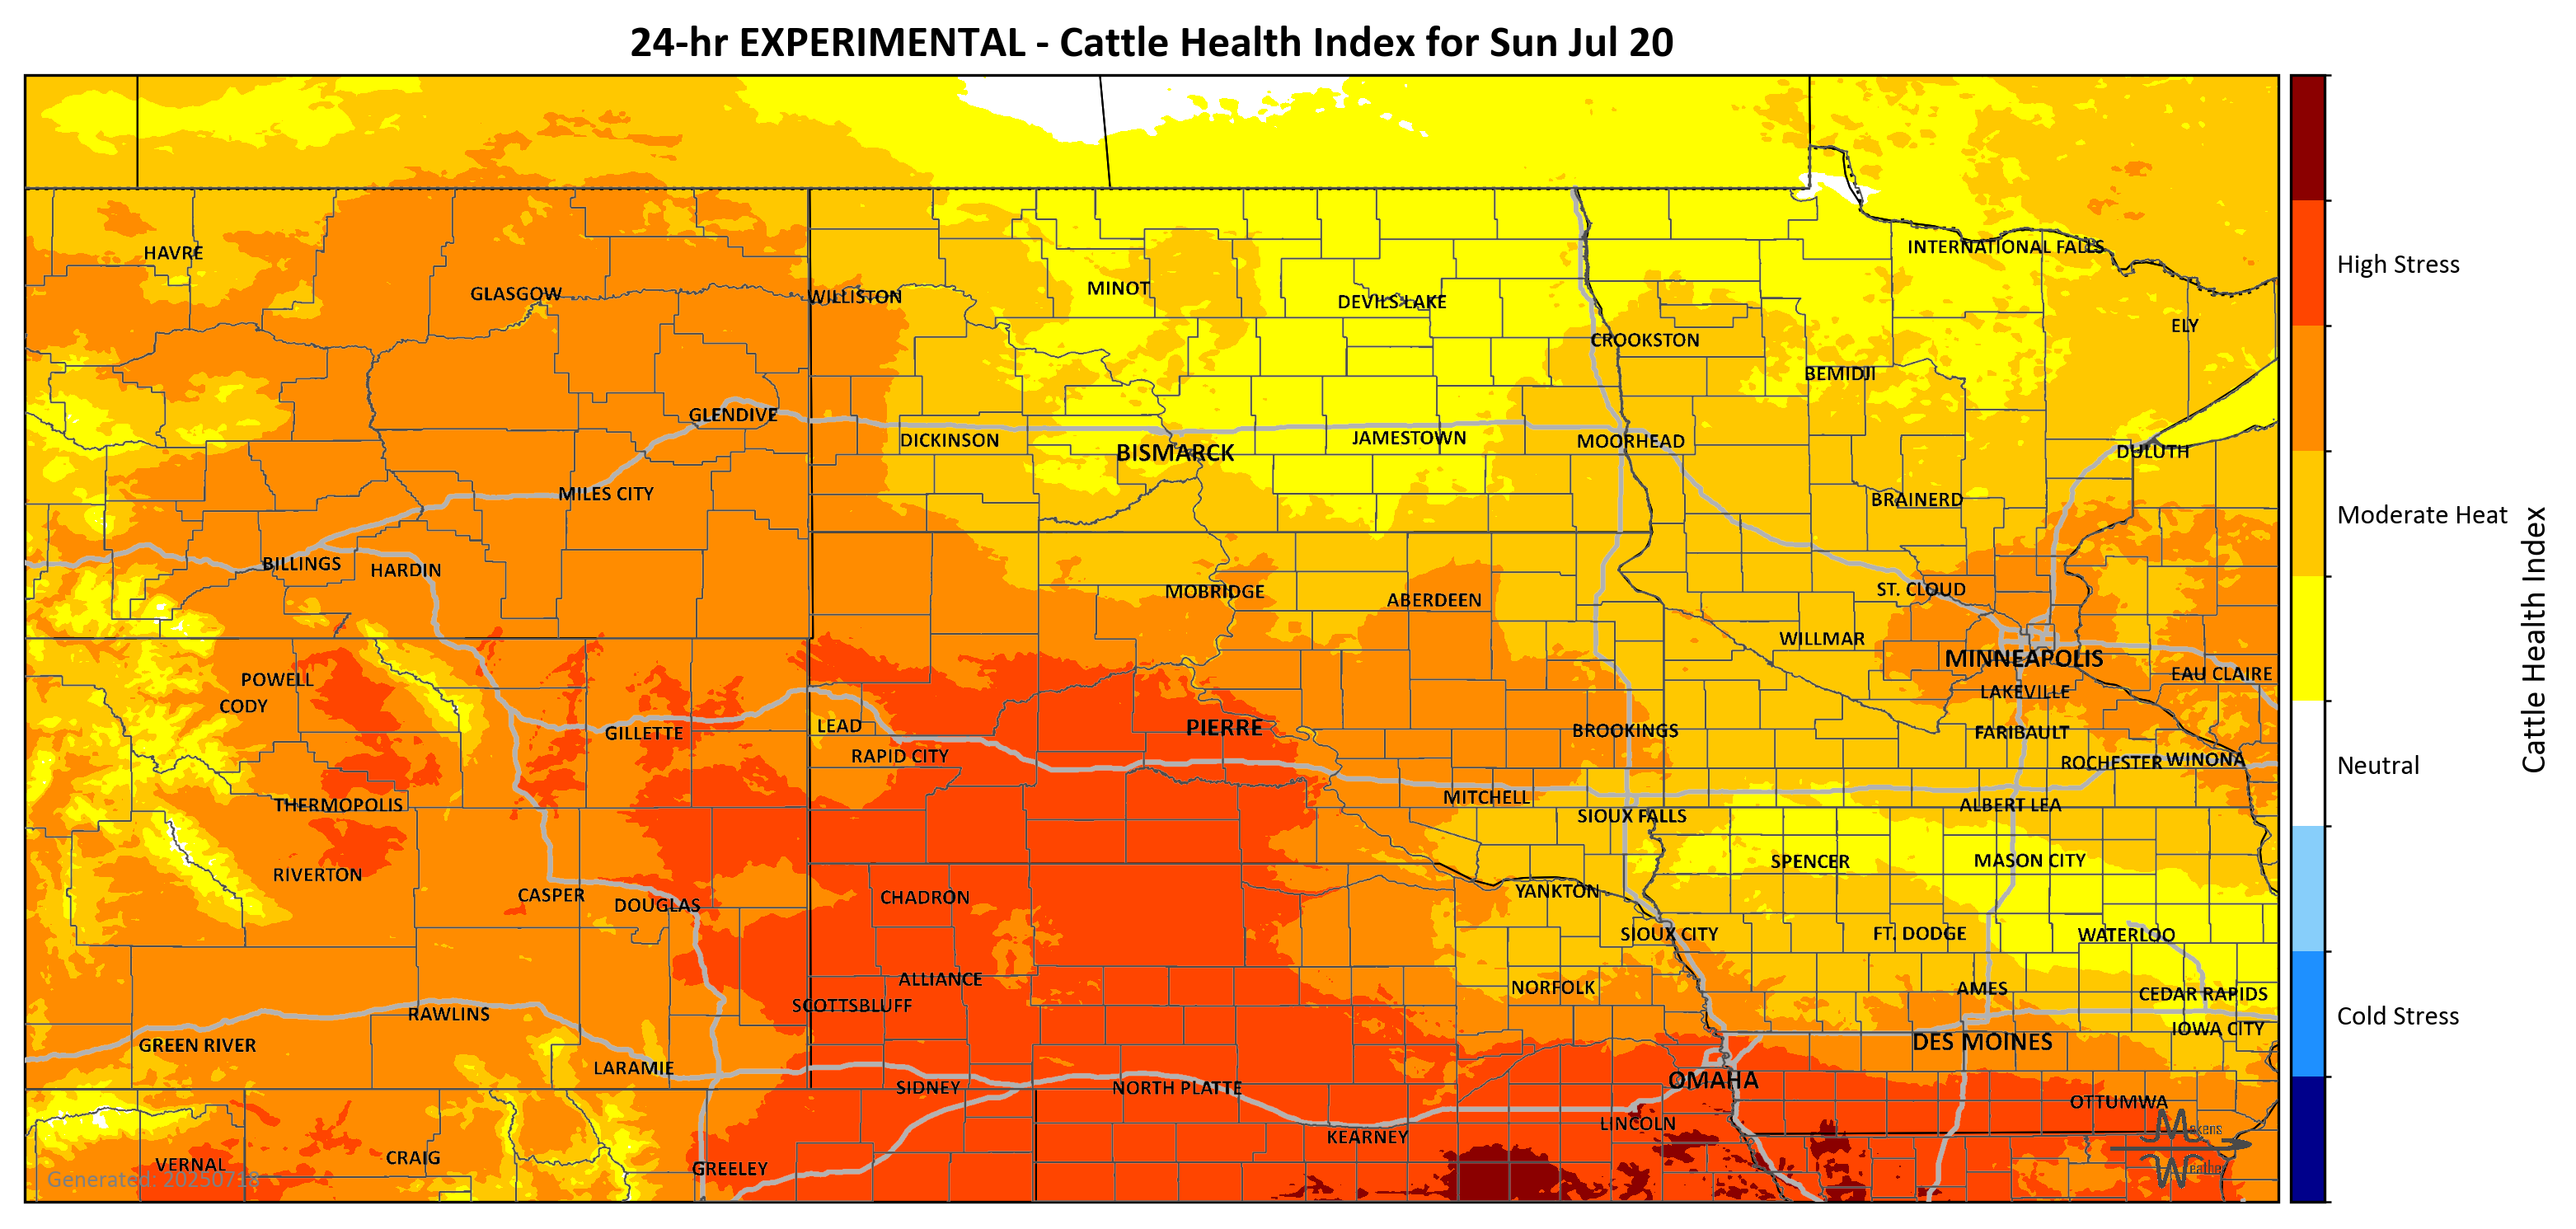 24-hr EXPERIMENTAL - Cattle Health Index for Sun Jul 20
HAVRE
GLASGOW
WILLISTON
MINOT
DEVILS LAKE
INTERNATIONAL FALLS
ELY
CROOKSTON
BEMIDJI
GLENDIVE
DICKINSON
BISMARCK
JAMESTOWN
MOORHEAD
DULUTH
MILES CITY
BRAINERD
BILLINGS
HARDIN
MOBRIDGE
ABERDEEN
ST. CLOUD
WILLMAR
MINNEAPOLIS
EAU CLAIRE
POWELL
CODY
LAKEVILLE
GILLETTE
LEAD
PIERRE
BROOKINGS
FARIBAULT
RAPID CITY
ROCHESTER
WINONA
THERMOPOLIS
MITCHELL
SIOUX FALLS
ALBERT LEA
RIVERTON
SPENCER
MASON CITY
CASPER
DOUGLAS
CHADRON
YANKTON
SIOUX CITY
FT. DODGE
WATERLOO
ALLIANCE
SCOTTSBLUFF
NORFOLK
AMES
CEDAR RAPIDS
RAWLINS
GREEN RIVER
IOWA CITY
DES MOINES
LARAMIE
SIDNEY
NORTH PLATTE
OMAHA
OTTUMWA
LINCOLN
KEARNEY
VERNAL
CRAIG
GREELEY
Makens
Weather
High Stress
Moderate Heat
Neutral
Cold Stress
Cattle Health Index